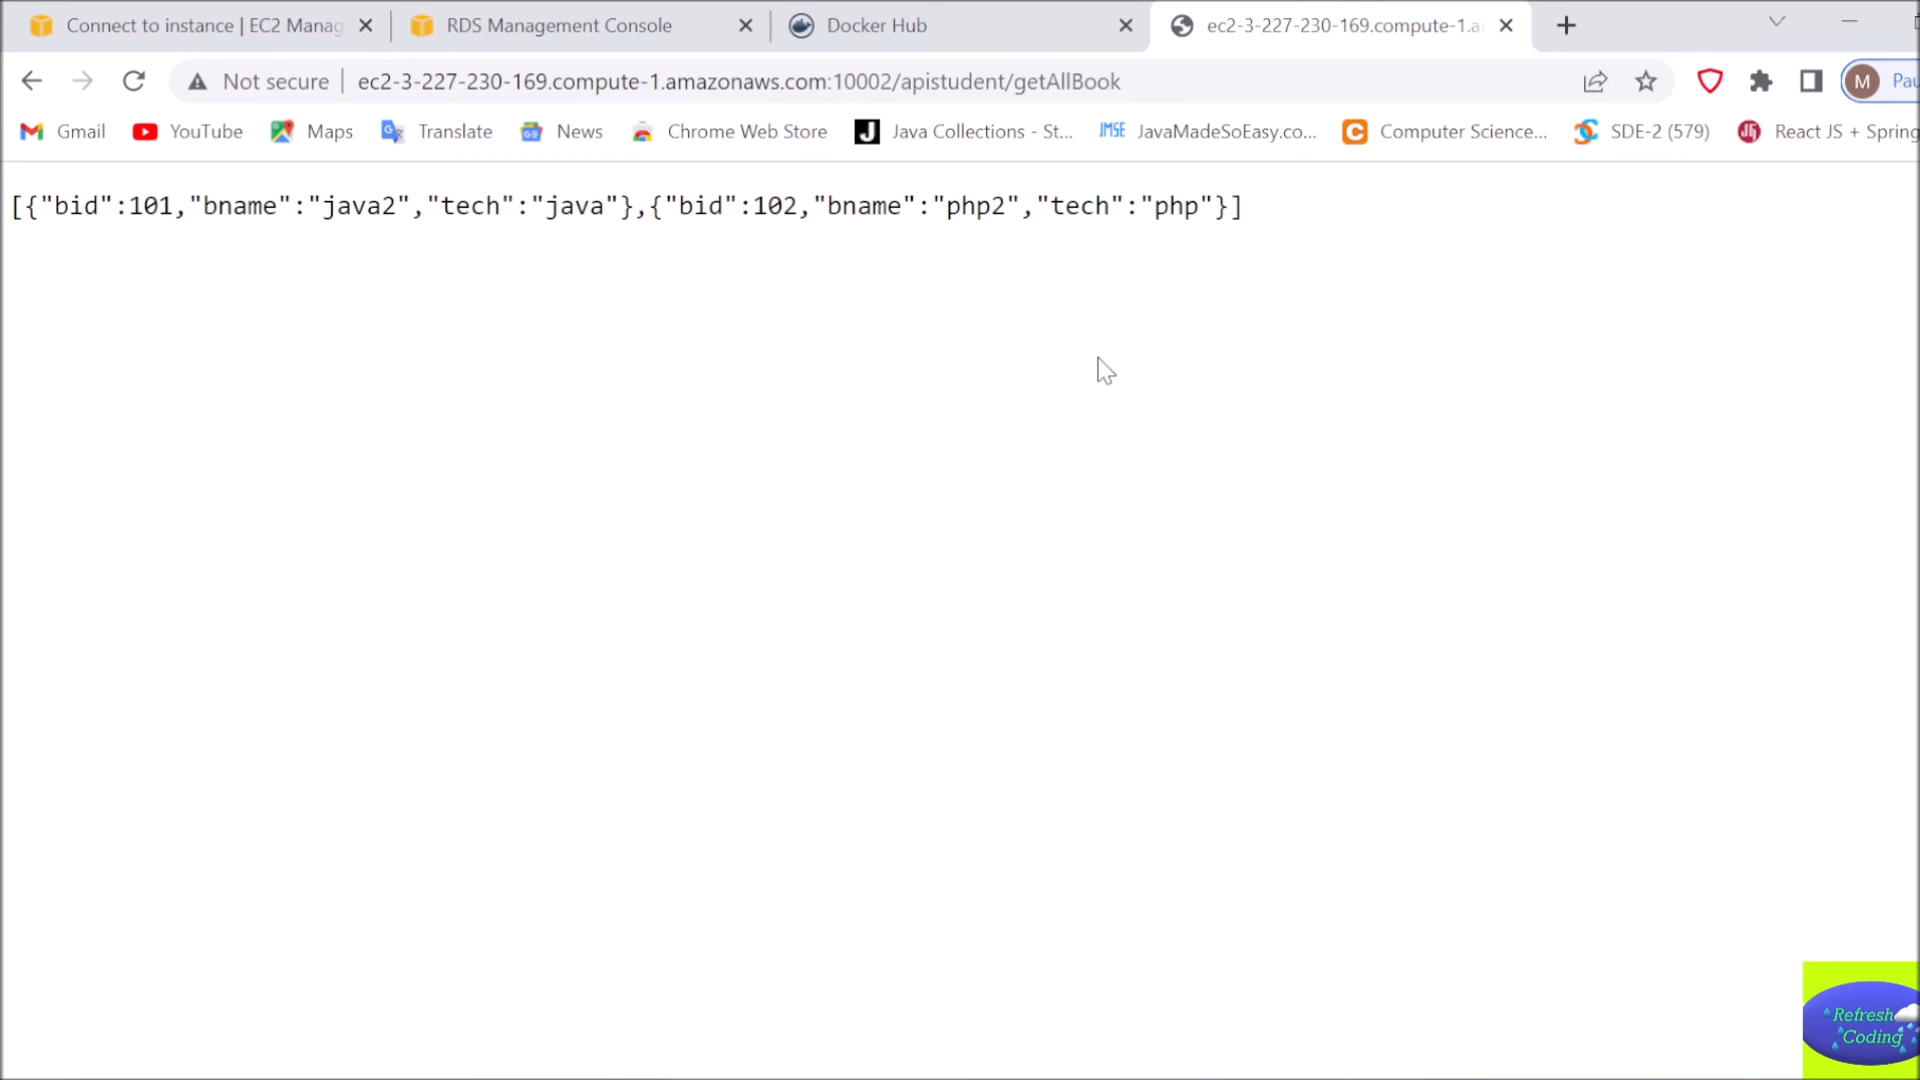 Connect to instance | EC2 Manag
RDS Management Console
Docker Hub
ec2-3-227-230-169.compute-1.a
Not secure
ec2-3-227-230-169.compute-1.amazonaws.com:10002/apistudent/getAllBook
M
Pau
Gmail
YouTube
Maps
Translate
News
Chrome Web Store
Java Collections - St...
JavaMadeSoEasy.co...
Computer Science...
SDE-2 (579)
React JS + Spring
[{"bid":101,"bname":"java2","tech":"java"},{"bid":102,"bname":"php2","tech":"php"}]
Refresh
Coding